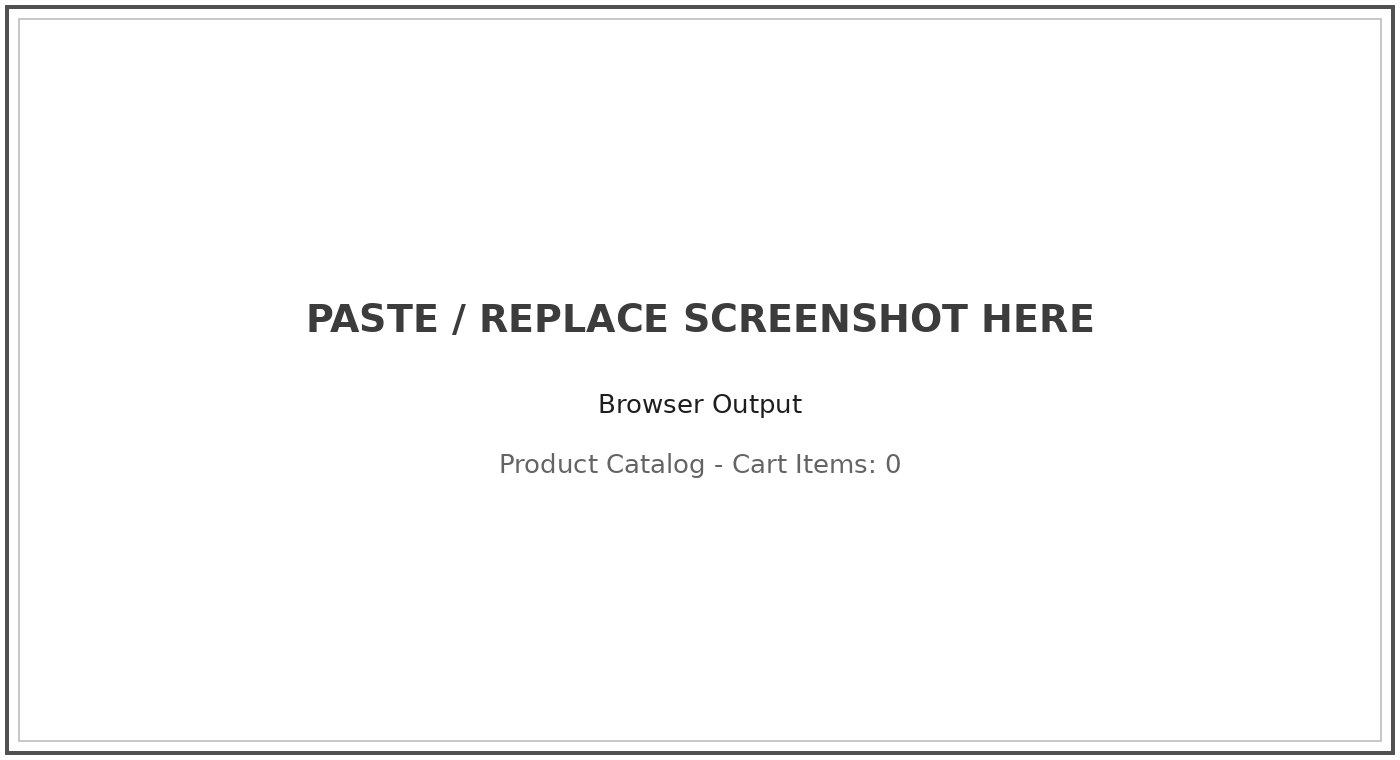 PASTE / REPLACE SCREENSHOT HERE
Browser Output
Product Catalog - Cart Items: 0